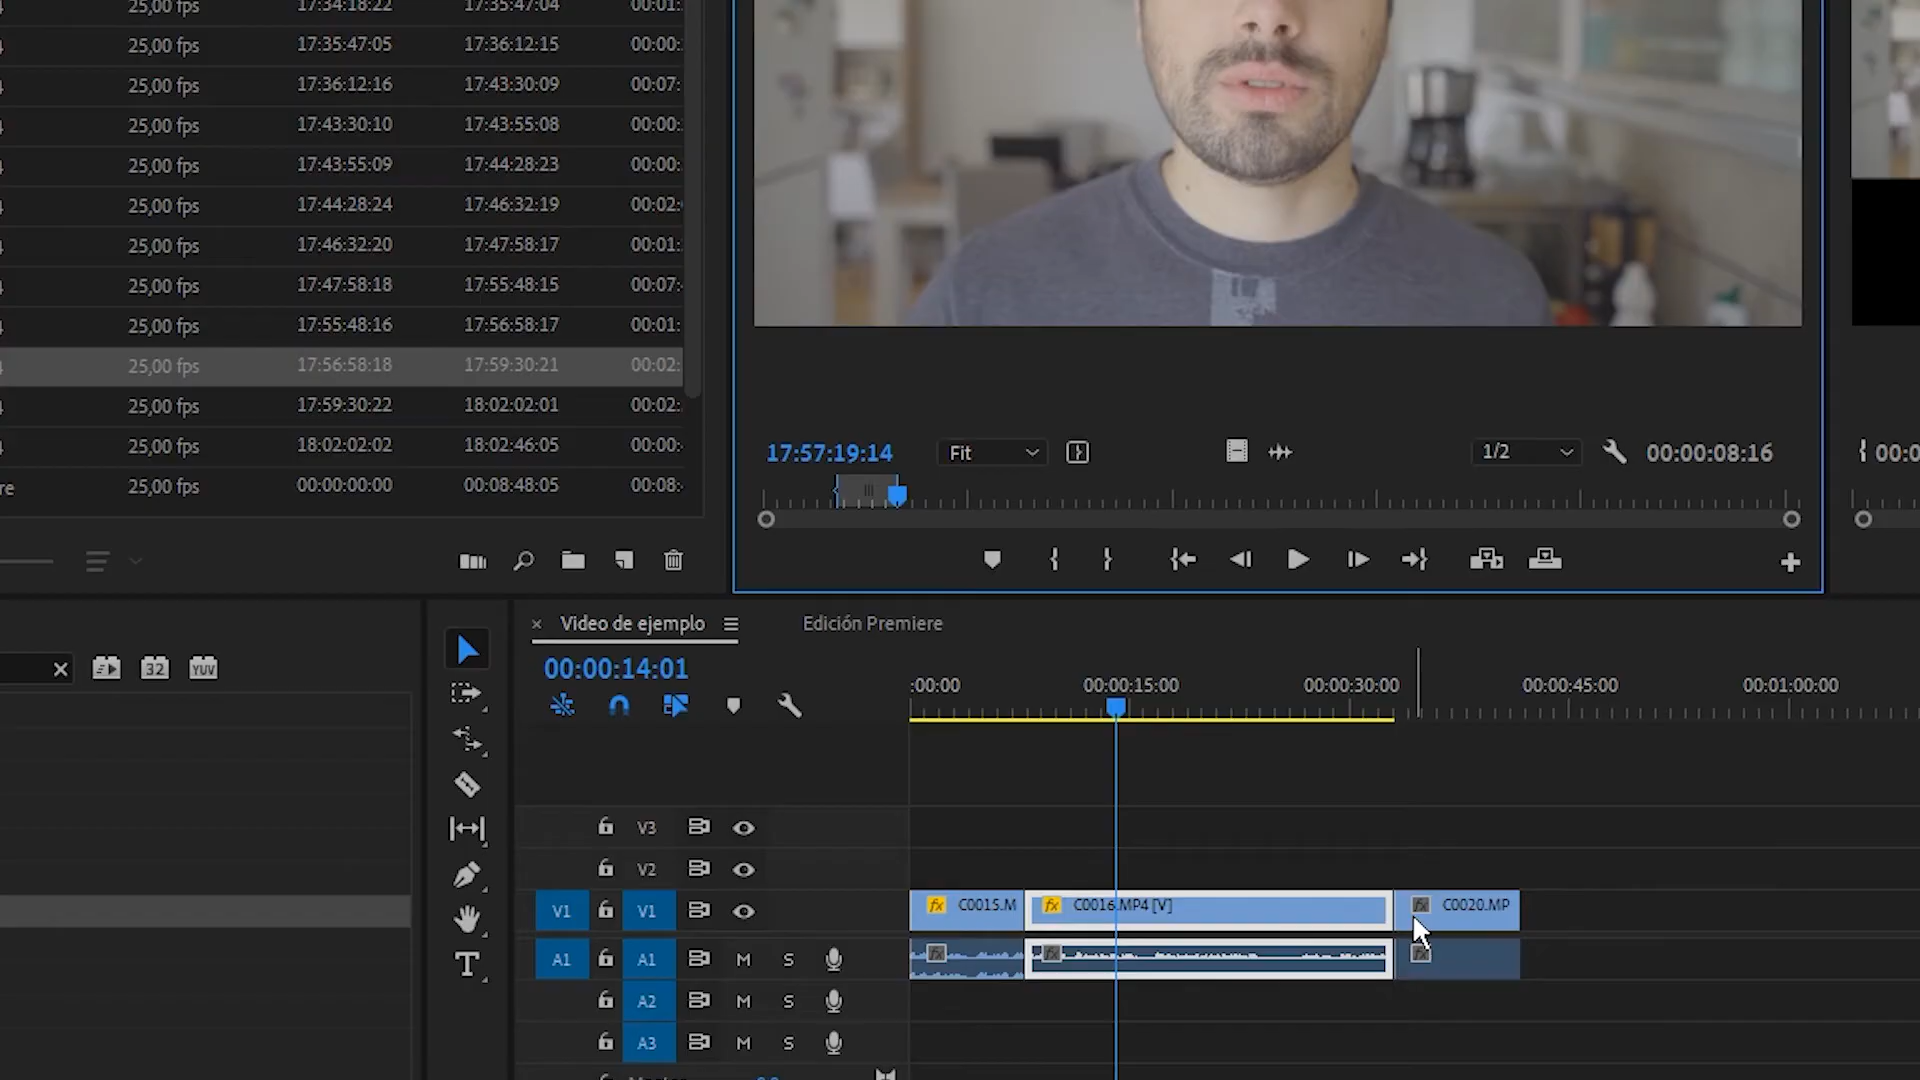 25,00 fps 17:34:18:22 17:35:47:04 00:01:
25,00 fps 17:35:47:05 17:36:12:15 00:00:
25,00 fps 17:36:12:16 17:43:30:09 00:07:
25,00 fps 17:43:30:10 17:43:55:08 00:00:
25,00 fps 17:43:55:09 17:44:28:23 00:00:
25,00 fps 17:44:28:24 17:46:32:19 00:02:
25,00 fps 17:46:32:20 17:47:58:17 00:01:
25,00 fps 17:47:58:18 17:55:48:15 00:07:
25,00 fps 17:55:48:16 17:56:58:17 00:01:
25,00 fps 17:56:58:18 17:59:30:21 00:02:
25,00 fps 17:59:30:22 18:02:02:01 00:02:
25,00 fps 18:02:02:02 18:02:46:05 00:00:
re 25,00 fps 00:00:00:00 00:08:48:05 00:08:
17:57:19:14 Fit 1/2 00:00:08:16 00:0
Video de ejemplo Edición Premiere
32 YUV
00:00:14:01
:00:00 00:00:15:00 00:00:30:00 00:00:45:00 00:01:00:00
V3
V2
V1 V1 fx C0015.M fx C0016.MP4 [V] fx C0020.MP
A1 A1 M S fx fx fx
A2 M S
A3 M S